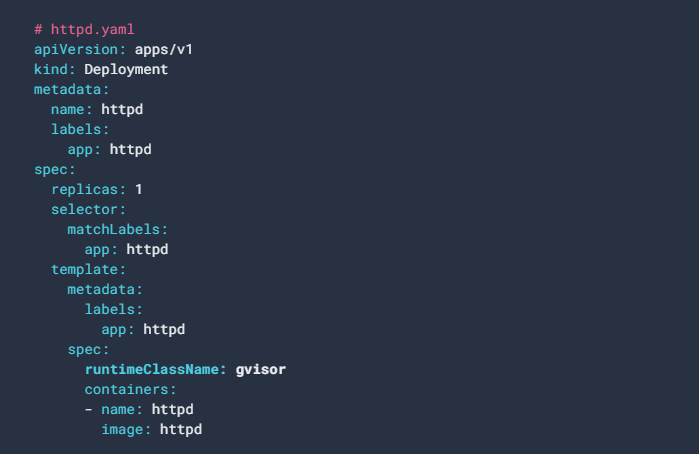 # httpd.yaml
apiVersion: apps/v1
kind: Deployment
metadata:
  name: httpd
  labels:
    app: httpd
spec:
  replicas: 1
  selector:
    matchLabels:
      app: httpd
  template:
    metadata:
      labels:
        app: httpd
    spec:
      runtimeClassName: gvisor
      containers:
      - name: httpd
        image: httpd